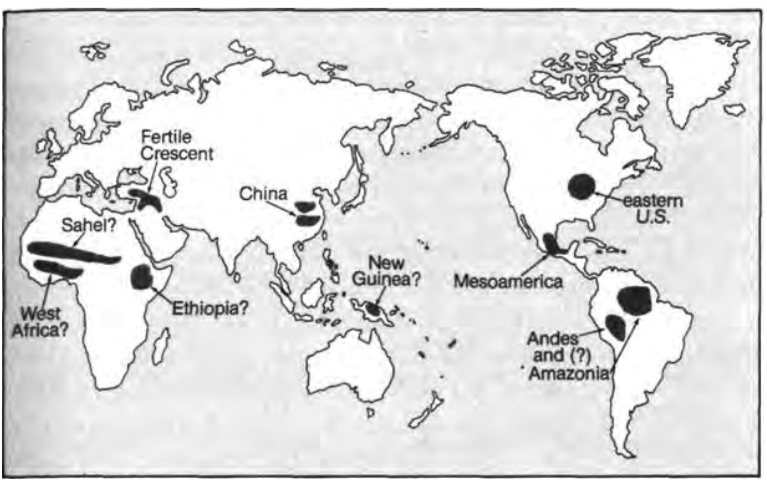 Fertile
Crescent
China
Sahel?
New
Guinea?
West
Africa?
Ethiopia?
eastern
U.S.
Mesoamerica
Andes
and (?)
Amazonia